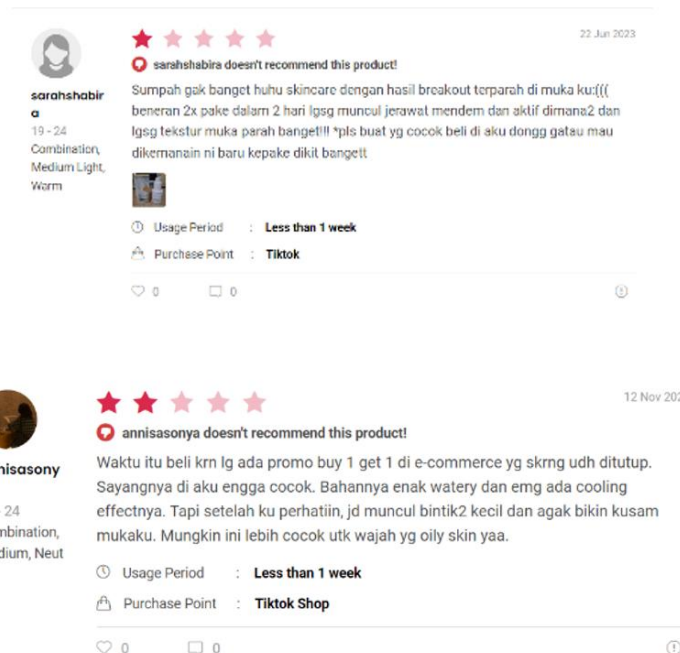 22 Jun 2023
sarahshabira doesn't recommend this product!
sarahshabir
a
19 - 24
Combination,
Medium Light,
Warm
Sumpah gak banget huhu skincare dengan hasil breakout terparah di muka ku:(((
beneran 2x pake dalam 2 hari lgsg muncul jerawat mendem dan aktif dimana2 dan
lgsg tekstur muka parah banget!!! *pls buat yg cocok beli di aku dongg gatau mau
dikemanain ni baru kepake dikit bangett
Usage Period : Less than 1 week
Purchase Point : Tiktok
0 0
12 Nov 202
annisasonya doesn't recommend this product!
nisasony
- 24
mbination,
dium, Neut
Waktu itu beli krn lg ada promo buy 1 get 1 di e-commerce yg skrng udh ditutup.
Sayangnya di aku engga cocok. Bahannya enak watery dan emg ada cooling
effectnya. Tapi setelah ku perhatiin, jd muncul bintik2 kecil dan agak bikin kusam
mukaku. Mungkin ini lebih cocok utk wajah yg oily skin yaa.
Usage Period : Less than 1 week
Purchase Point : Tiktok Shop
0 0